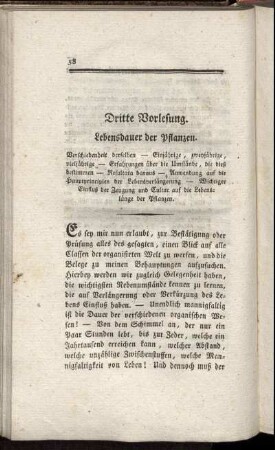 58
Dritte Vorlesung.
Lebensdauer der Pflanzen.
Verschiedenheit derselben — Einjährige, zweyjährige,
vieljährige — Erfahrungen über die Umstände, die dieß
bestimmen — Resultate daraus — Anwendung auf die
Hauptprincipien der Lebensverlängerung — Wichtiger
Einfluß der Zeugung und Cultur auf die Lebens-
länge der Pflanzen.
Es sey mir nun erlaubt, zur Bestätigung oder
Prüfung alles des gesagten, einen Blick auf alle
Classen der organisirten Welt zu werfen, und
die Belege zu meinen Behauptungen aufzusuchen.
Hierbey werden wir zugleich Gelegenheit haben,
die wichtigsten Nebenumstände kennen zu lernen,
die auf Verlängerung oder Verkürzung des Le-
bens Einfluß haben. — Unendlich mannigfaltig
ist die Dauer der verschiedenen organischen We-
sen! — Von dem Schimmel an, der nur ein
Paar Stunden lebt, bis zur Zeder, welche ein
Jahrtausend erreichen kann, welcher Abstand,
welche unzählige Zwischenstuffen, welche Man-
nigfaltigkeit von Leben! Und dennoch muß der